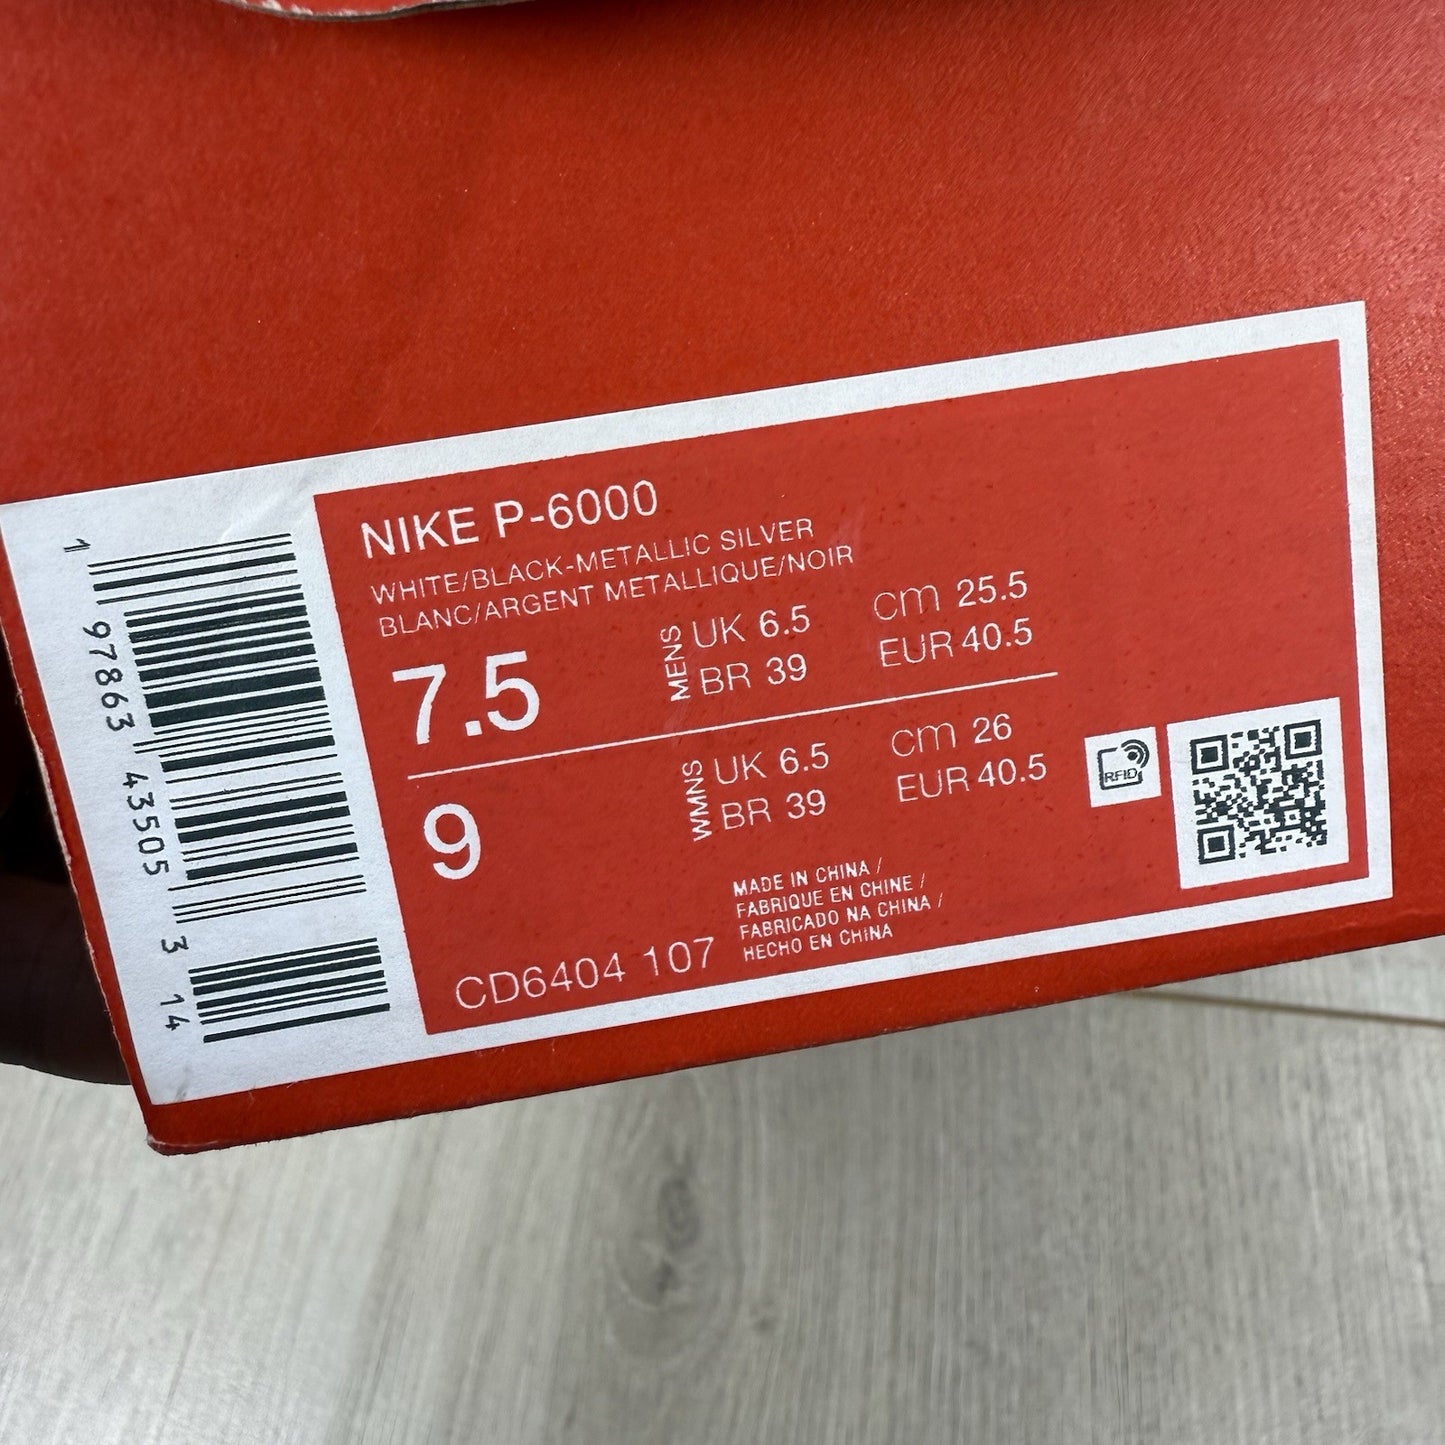 NIKE P-6000
WHITE/BLACK-METALLIC SILVER
BLANC/ARGENT METALLIQUE/NOIR
7.5
MENS
UK 6.5
CM 25.5
BR 39
EUR 40.5
9
WMNS
UK 6.5
CM 26
BR 39
EUR 40.5
RFID
MADE IN CHINA /
FABRIQUE EN CHINE /
FABRICADO NA CHINA /
HECHO EN CHINA
CD6404 107
1 97863 43505 3 14